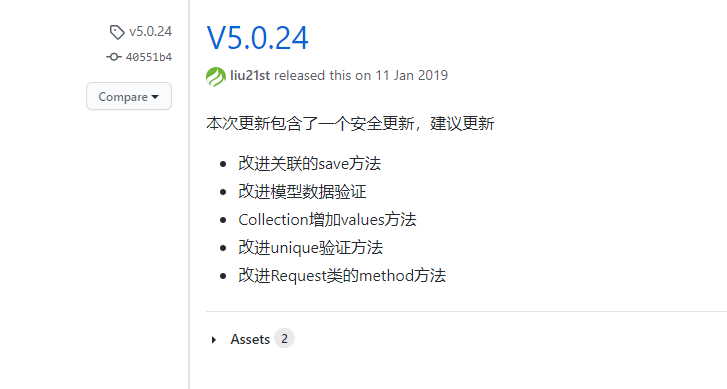 v5.0.24
40551b4
Compare
V5.0.24
liu21st released this on 11 Jan 2019
本次更新包含了一个安全更新，建议更新
改进关联的save方法
改进模型数据验证
Collection增加values方法
改进unique验证方法
改进Request类的method方法
Assets 2